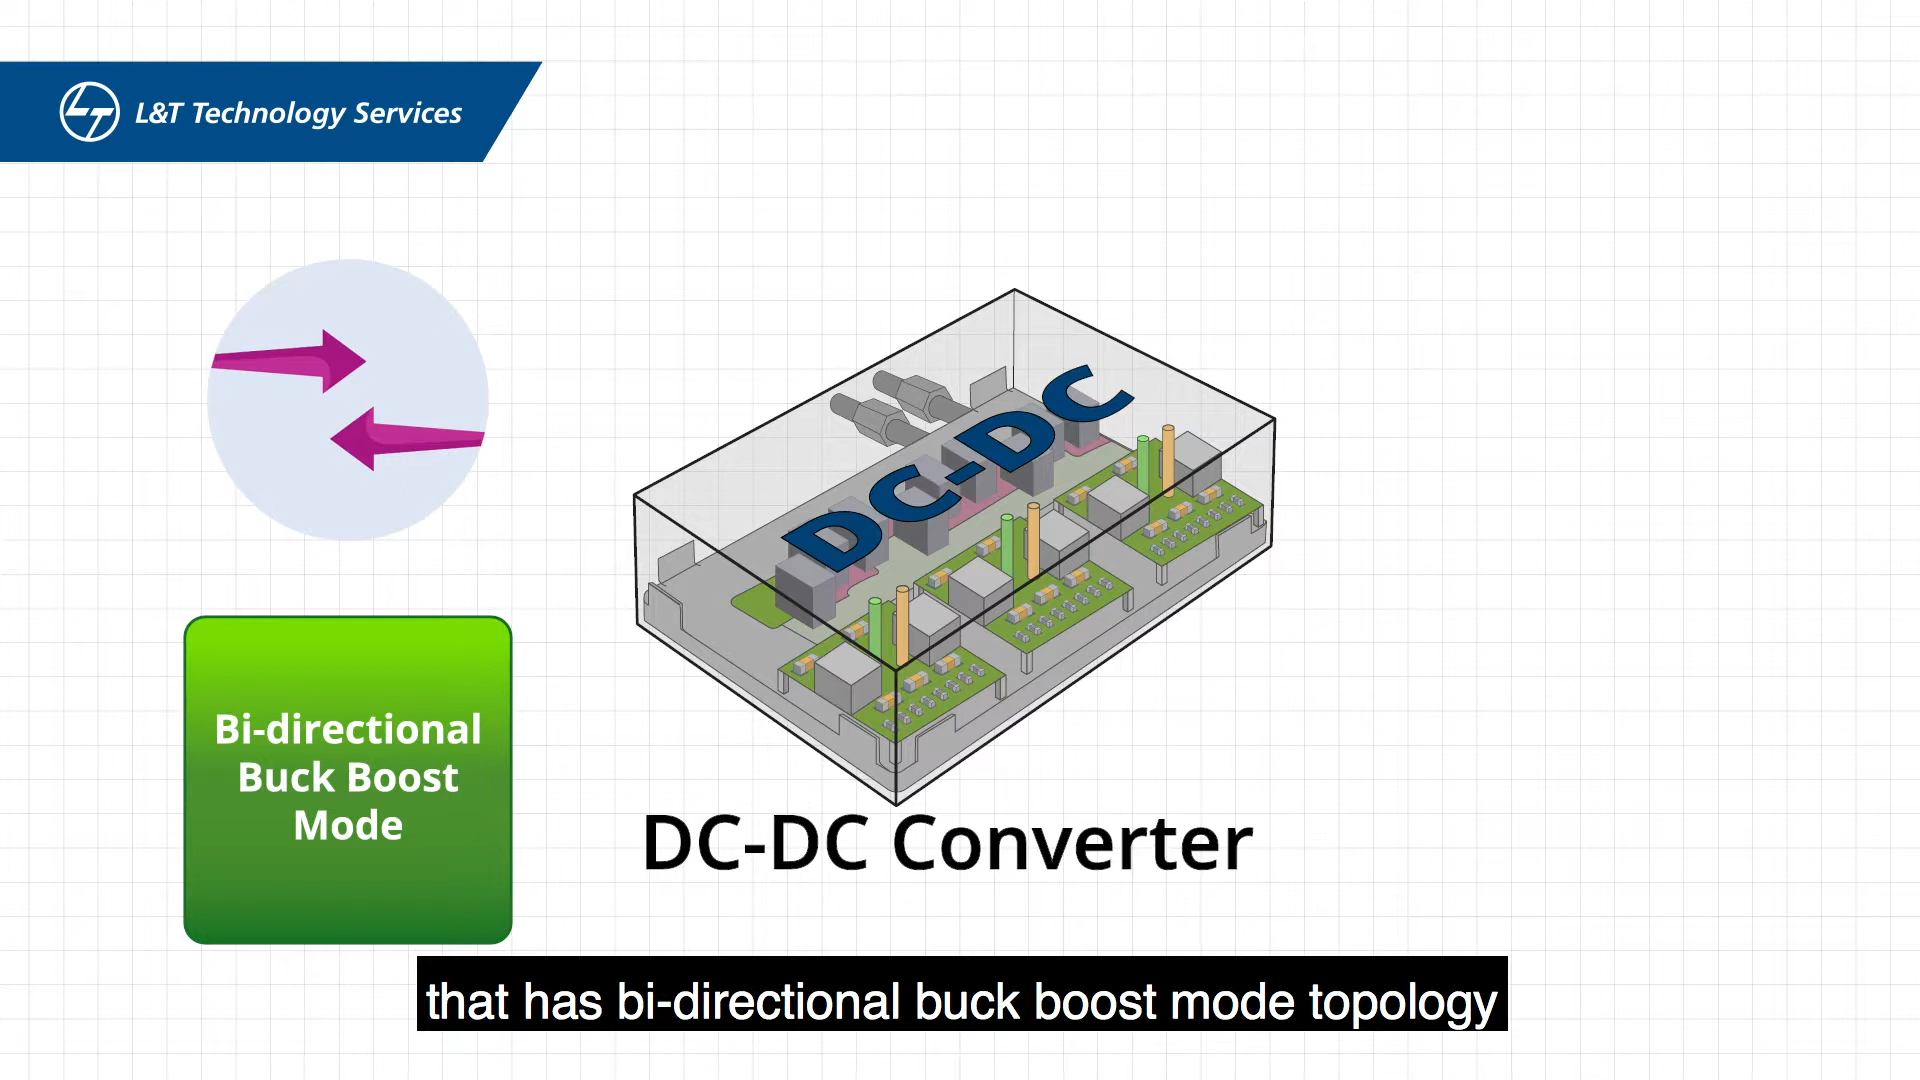 L&T Technology Services
DC-DC
Bi-directional
Buck Boost
Mode
DC-DC Converter
that has bi-directional buck boost mode topology